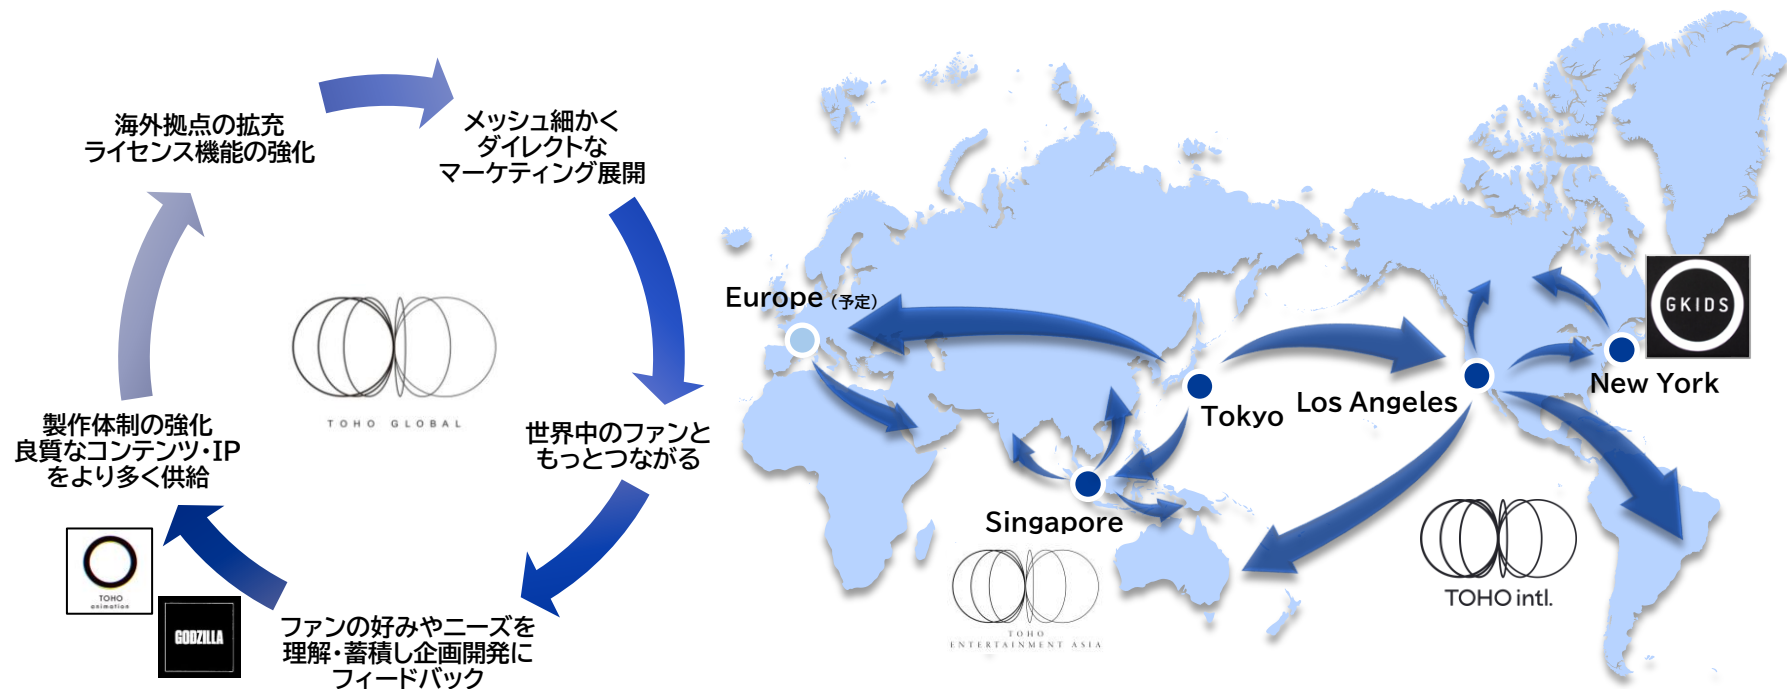 海外拠点の拡充
ライセンス機能の強化
メッシュ細かく
ダイレクトな
マーケティング展開
世界中のファンと
もっとつながる
ファンの好みやニーズを
理解・蓄積し企画開発に
フィードバック
製作体制の強化
良質なコンテンツ・IP
をより多く供給
TOHO
animation
GODZILLA
TOHO GLOBAL
Europe（予定）
Tokyo
Singapore
Los Angeles
New York
GKIDS
TOHO
ENTERTAINMENT ASIA
TOHO intl.